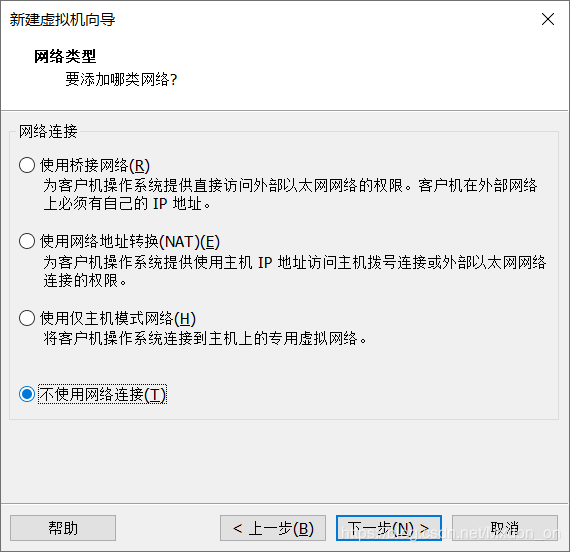 新建虚拟机向导
网络类型
要添加哪类网络?
网络连接
使用桥接网络(R)
为客户机操作系统提供直接访问外部以太网网络的权限。客户机在外部网络
上必须有自己的 IP 地址。
使用网络地址转换(NAT)(E)
为客户机操作系统提供使用主机 IP 地址访问主机拨号连接或外部以太网网络
连接的权限。
使用仅主机模式网络(H)
将客户机操作系统连接到主机上的专用虚拟网络。
不使用网络连接(T)
帮助
< 上一步(B)
下一步(N) >
取消